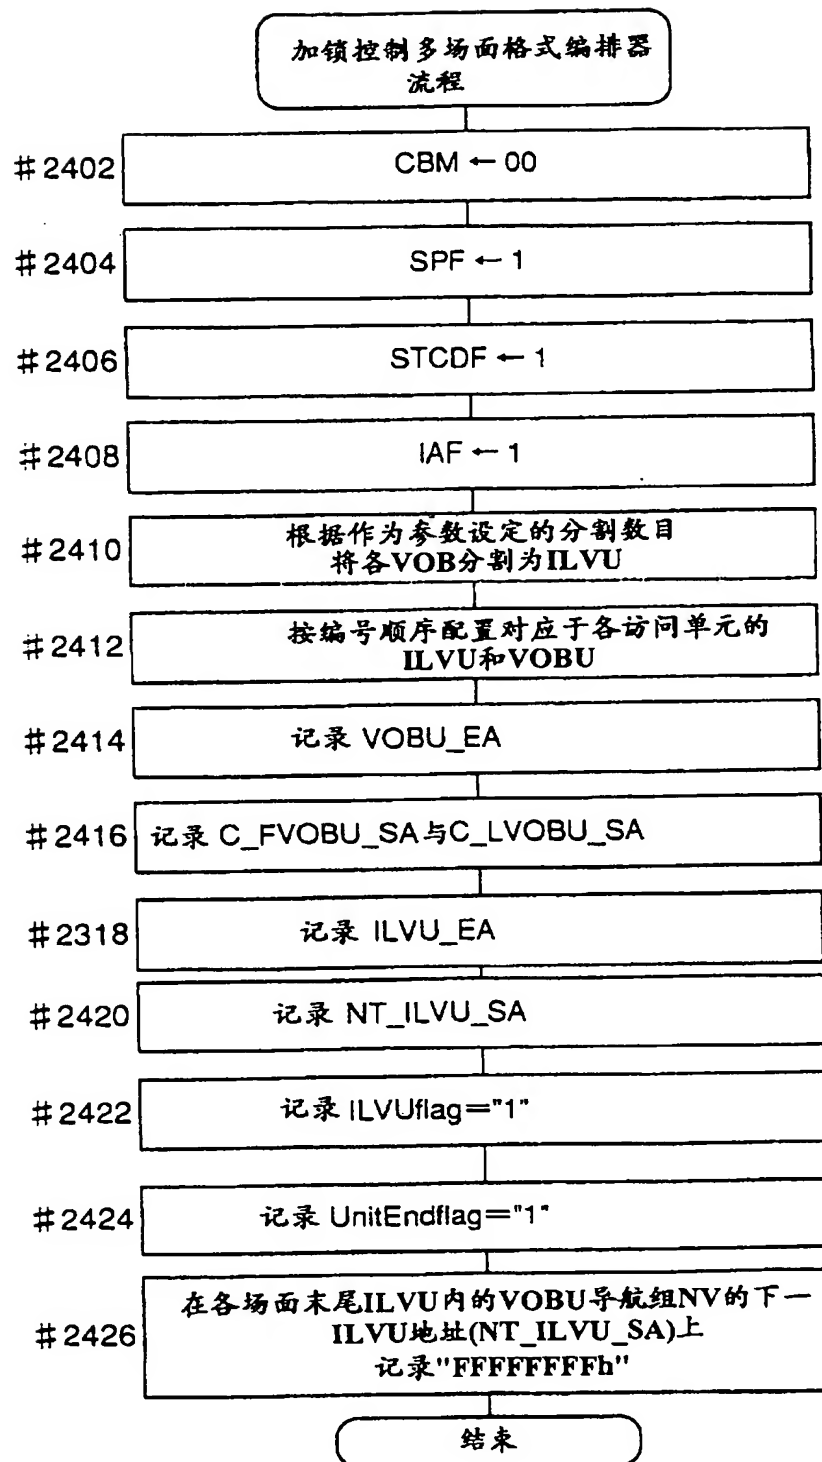 加锁控制多场面格式编排器
流程
#2402
CBM ← 00
#2404
SPF ← 1
#2406
STCDF ← 1
#2408
IAF ← 1
#2410
根据作为参数设定的分割数目
将各VOB分割为ILVU
#2412
按编号顺序配置对应于各访问单元的
ILVU和VOBU
#2414
记录 VOBU_EA
#2416
记录 C_FVOBU_SA与C_LVOBU_SA
#2318
记录 ILVU_EA
#2420
记录 NT_ILVU_SA
#2422
记录 ILVUflag="1"
#2424
记录 UnitEndflag="1"
#2426
在各场面末尾ILVU内的VOBU导航组NV的下一
ILVU地址(NT_ILVU_SA)上
记录"FFFFFFFFh"
结束